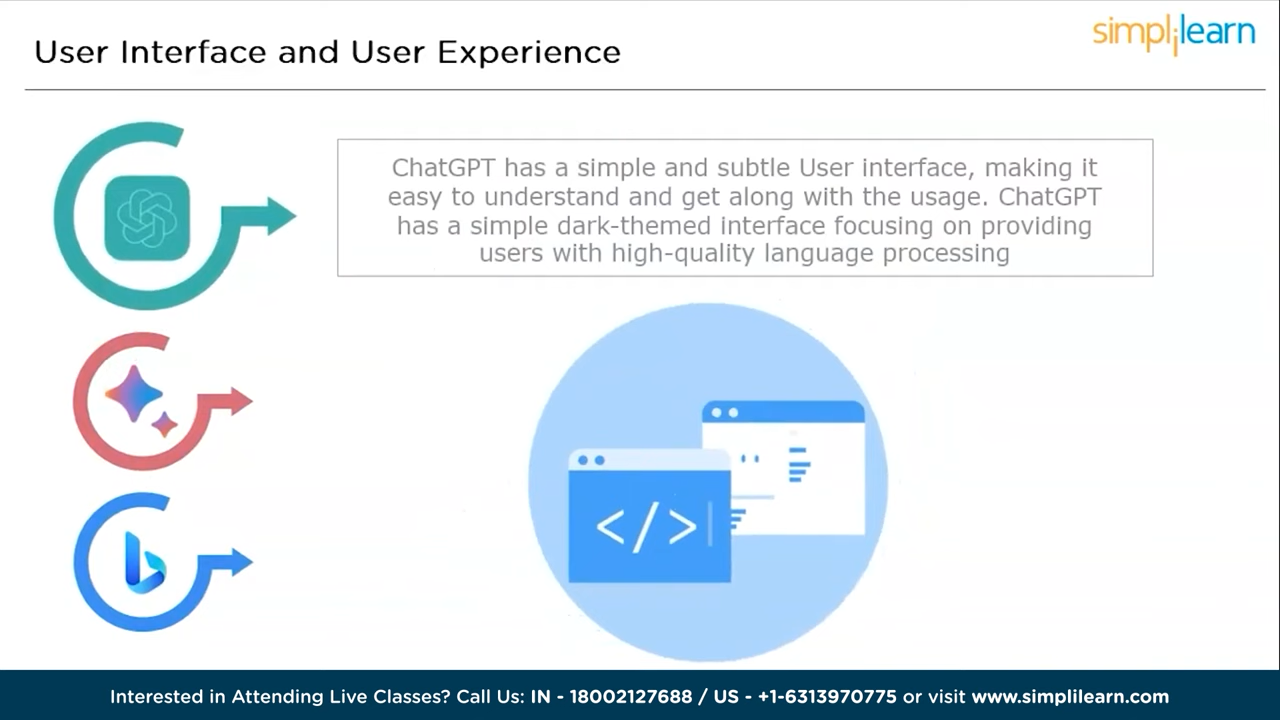 User Interface and User Experience
simplilearn
ChatGPT has a simple and subtle User interface, making it
easy to understand and get along with the usage. ChatGPT
has a simple dark-themed interface focusing on providing
users with high-quality language processing
</>
Interested in Attending Live Classes? Call Us: IN - 18002127688 / US - +1-6313970775 or visit www.simplilearn.com